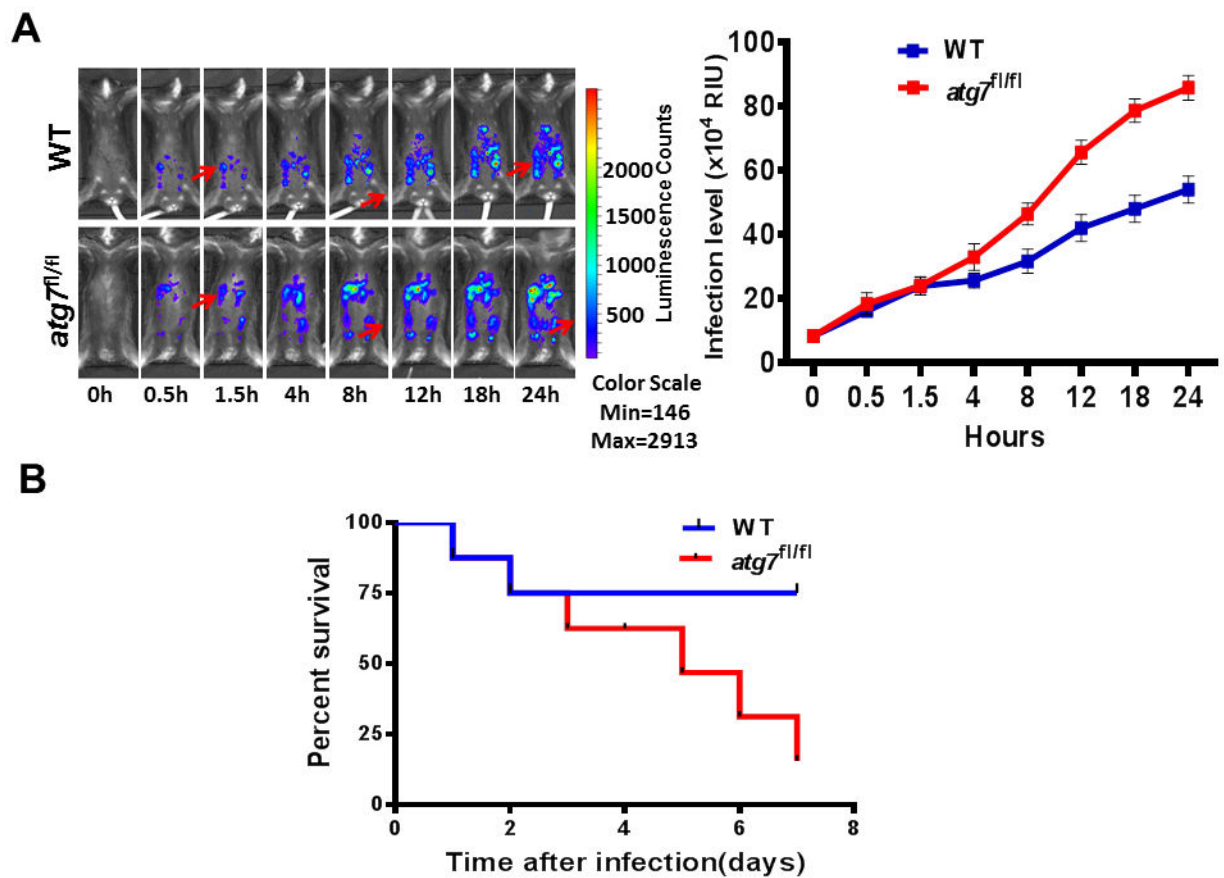 A
WT
atg7fl/fl
0h 0.5h 1.5h 4h 8h 12h 18h 24h
2000
1500
1000
500
Luminescence Counts
Color Scale
Min=146
Max=2913
WT
atg7fl/fl
Infection level (x10⁴ RIU)
100
80
60
40
20
0
0 0.5 1.5 4 8 12 18 24
Hours
B
WT
atg7fl/fl
Percent survival
100
75
50
25
0
0 2 4 6 8
Time after infection(days)